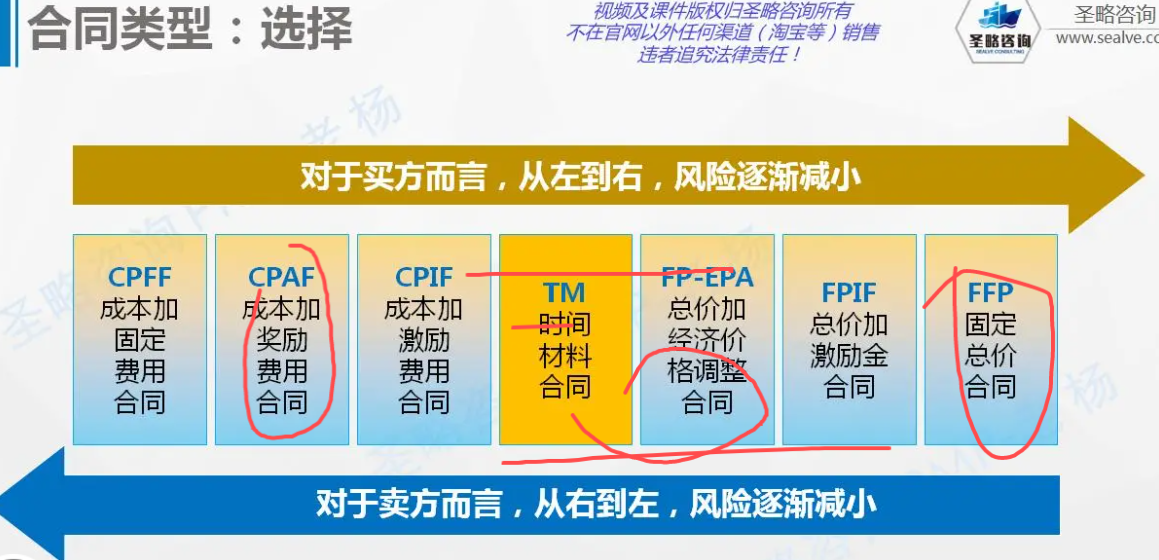 合同类型：选择
视频及课件版权归圣略咨询所有
不在官网以外任何渠道（淘宝等）销售
违者追究法律责任！
圣略咨询
SEALVE CONSULTING
圣略咨询
www.sealve.co
对于买方而言，从左到右，风险逐渐减小
CPFF
成本加
固定
费用
合同
CPAF
成本加
奖励
费用
合同
CPIF
成本加
激励
费用
合同
TM
时间
材料
合同
FP-EPA
总价加
经济价
格调整
合同
FPIF
总价加
激励金
合同
FFP
固定
总价
合同
对于卖方而言，从右到左，风险逐渐减小